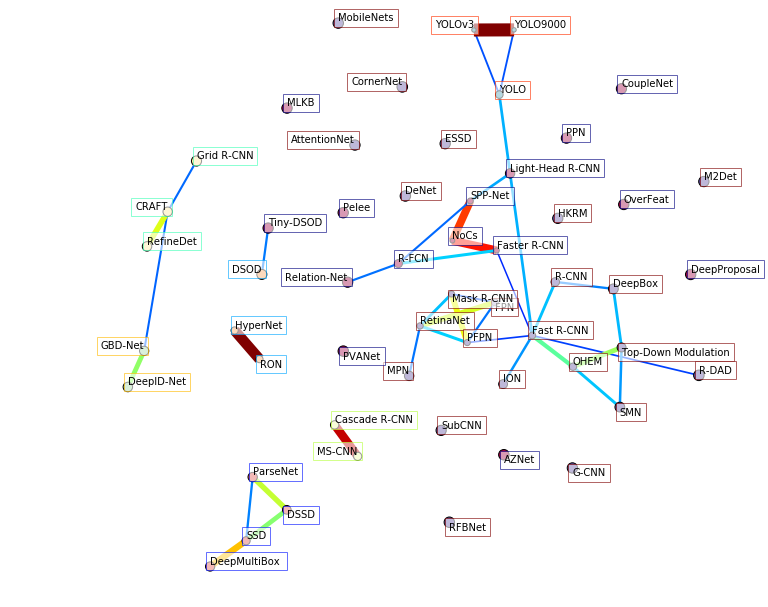 MobileNets
YOLOv3
YOLO9000
CornerNet
YOLO
CoupleNet
MLKB
AttentionNet
ESSD
PPN
Grid R-CNN
Light-Head R-CNN
M2Det
DeNet
SPP-Net
OverFeat
CRAFT
Pelee
HKRM
Tiny-DSOD
NoCs
RefineDet
Faster R-CNN
R-FCN
DSOD
Relation-Net
R-CNN
DeepBox
DeepProposal
Mask R-CNN
FPN
RetinaNet
HyperNet
PFPN
Fast R-CNN
GBD-Net
PVANet
Top-Down Modulation
RON
MPN
OHEM
R-DAD
DeepID-Net
ION
SMN
Cascade R-CNN
SubCNN
MS-CNN
AZNet
ParseNet
G-CNN
DSSD
RFBNet
SSD
DeepMultiBox